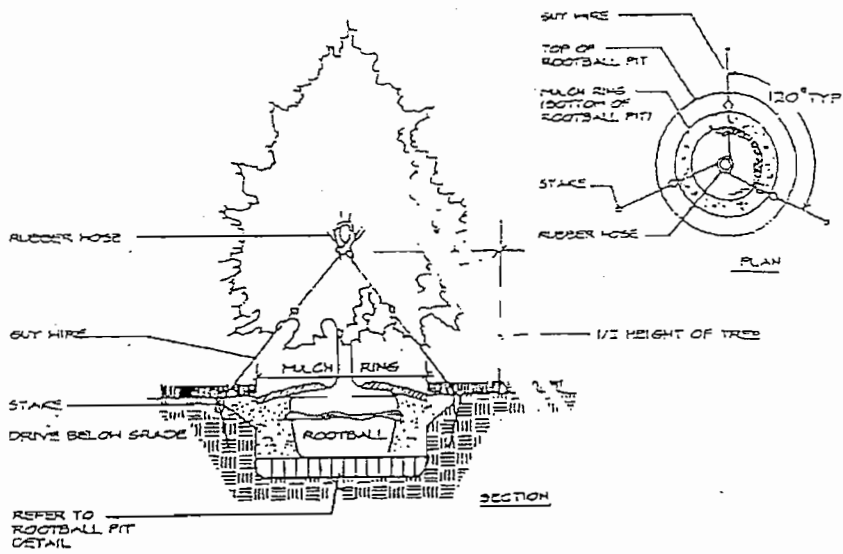 GUY WIRE
TOP OF
ROOTBALL PIT
MULCH RING
(BOTTOM OF
ROOTBALL PIT)
120° TYP
STAKE
RUBBER HOSE
PLAN
RUBBER HOSE
GUY WIRE
1/2 HEIGHT OF TREE
MULCH RING
STAKE
DRIVE BELOW GRADE
ROOTBALL
SECTION
REFER TO
ROOTBALL PIT
DETAIL